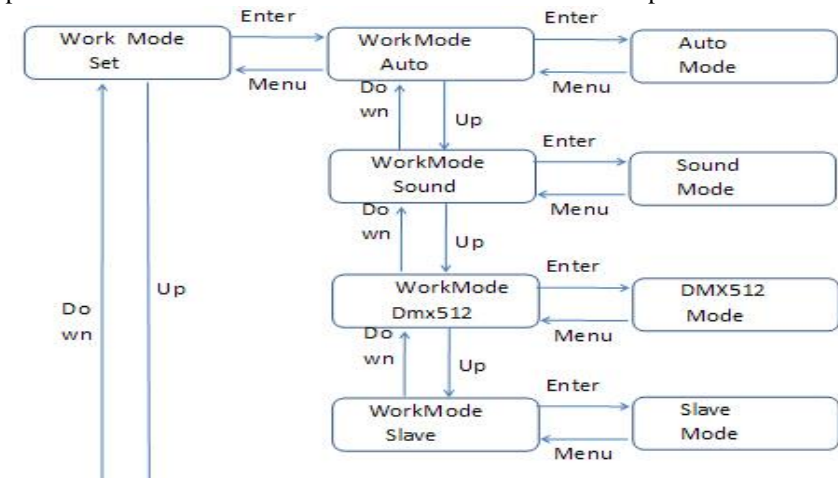 Enter
Enter
Work Mode
Set
WorkMode
Auto
Auto
Mode
Menu
Menu
Do
wn
Up
Enter
WorkMode
Sound
Sound
Mode
Menu
Do
wn
Up
Enter
WorkMode
Dmx512
DMX512
Mode
Do
wn
Up
Menu
Do
wn
Up
Enter
WorkMode
Slave
Slave
Mode
Menu